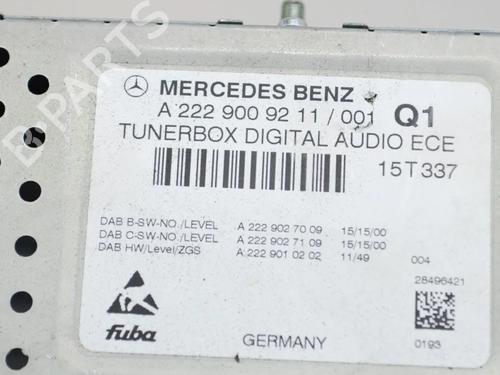 MERCEDES BENZ
A 222 900 92 11 / 001 Q1
TUNERBOX DIGITAL AUDIO ECE
15T337
DAB B-SW-NO./LEVEL A 222 902 70 09 15/15/00
DAB C-SW-NO./LEVEL A 222 902 71 09 15/15/00
DAB HW/Level/ZGS A 222 901 02 02 11/49 004
28496421
fuba
GERMANY
0193
B-PARTS